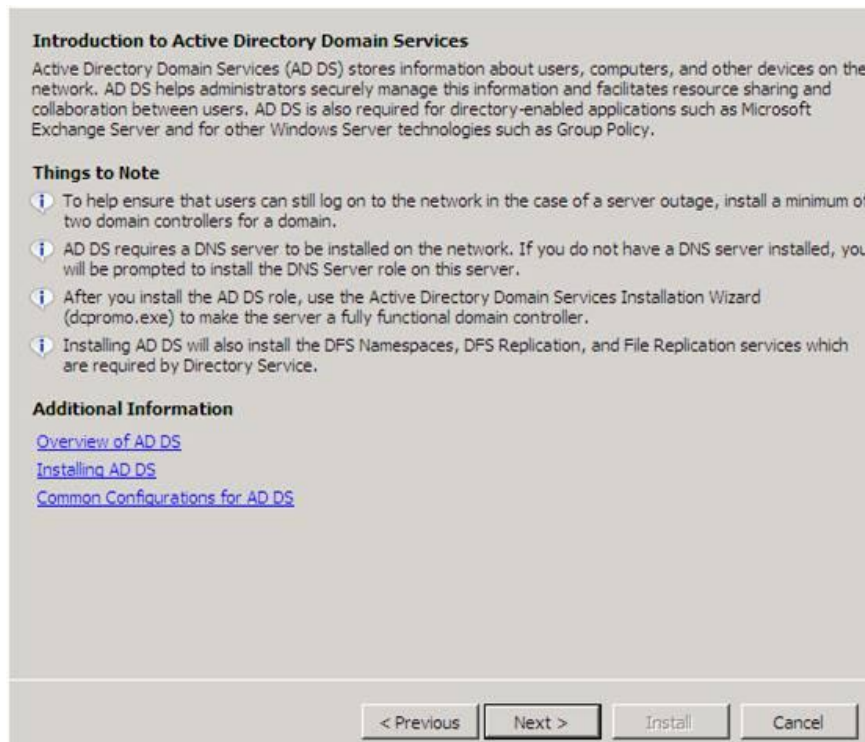 Introduction to Active Directory Domain Services
Active Directory Domain Services (AD DS) stores information about users, computers, and other devices on the
network. AD DS helps administrators securely manage this information and facilitates resource sharing and
collaboration between users. AD DS is also required for directory-enabled applications such as Microsoft
Exchange Server and for other Windows Server technologies such as Group Policy.
Things to Note
To help ensure that users can still log on to the network in the case of a server outage, install a minimum of
two domain controllers for a domain.
AD DS requires a DNS server to be installed on the network. If you do not have a DNS server installed, you
will be prompted to install the DNS Server role on this server.
After you install the AD DS role, use the Active Directory Domain Services Installation Wizard
(dcpromo.exe) to make the server a fully functional domain controller.
Installing AD DS will also install the DFS Namespaces, DFS Replication, and File Replication services which
are required by Directory Service.
Additional Information
Overview of AD DS
Installing AD DS
Common Configurations for AD DS
< Previous Next > Install Cancel